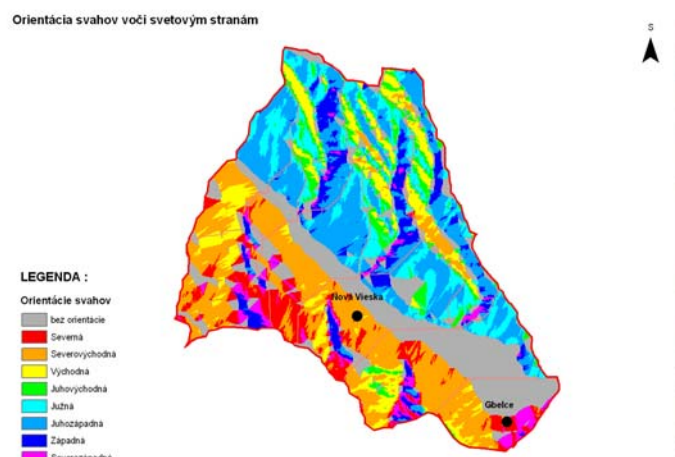 Orientácia svahov voči svetovým stranám
S
Nová Vieska
Gbelce
LEGENDA :
Orientácie svahov
bez orientácie
Severná
Severovýchodná
Východná
Juhovýchodná
Južná
Juhozápadná
Západná
Severozápadná